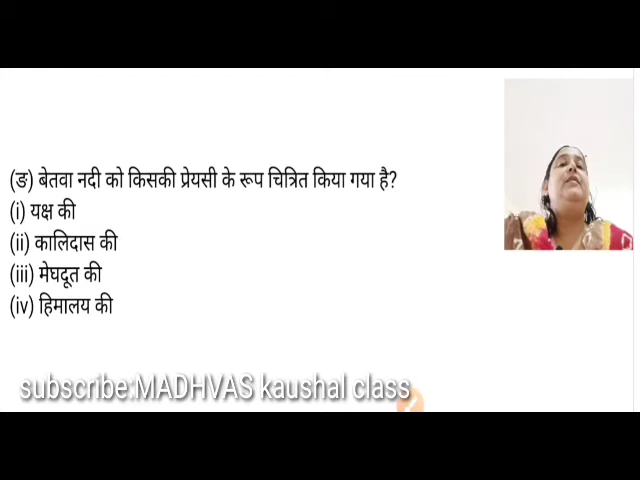 (ङ) बेतवा नदी को किसकी प्रेयसी के रूप चित्रित किया गया है?
(i) यक्ष की
(ii) कालिदास की
(iii) मेघदूत की
(iv) हिमालय की
subscribe:MADHVAS kaushal class